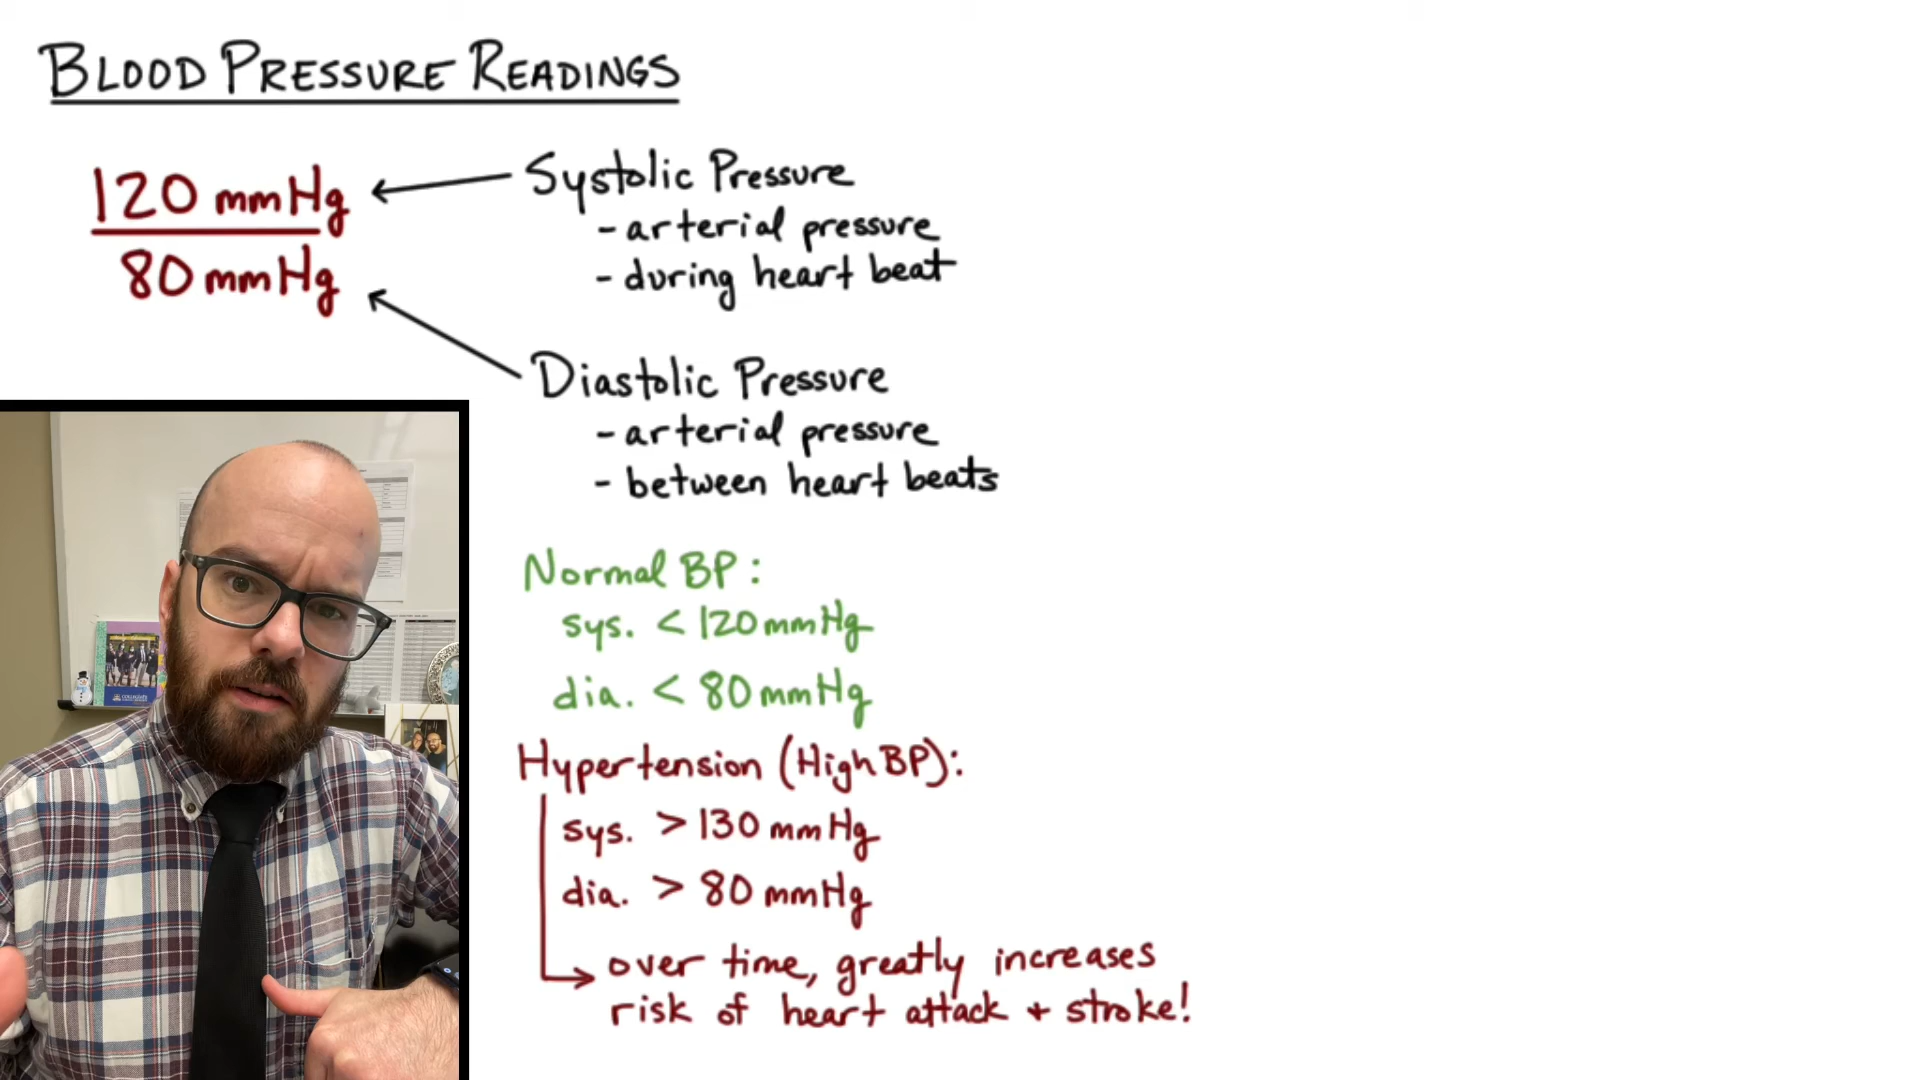 BLOOD PRESSURE READINGS
120 mmHg
80 mmHg
Systolic Pressure
- arterial pressure
- during heart beat
Diastolic Pressure
- arterial pressure
- between heart beats
Normal BP:
sys. < 120 mmHg
dia. < 80 mmHg
Hypertension (High BP):
sys. > 130 mmHg
dia. > 80 mmHg
over time, greatly increases
risk of heart attack + stroke!